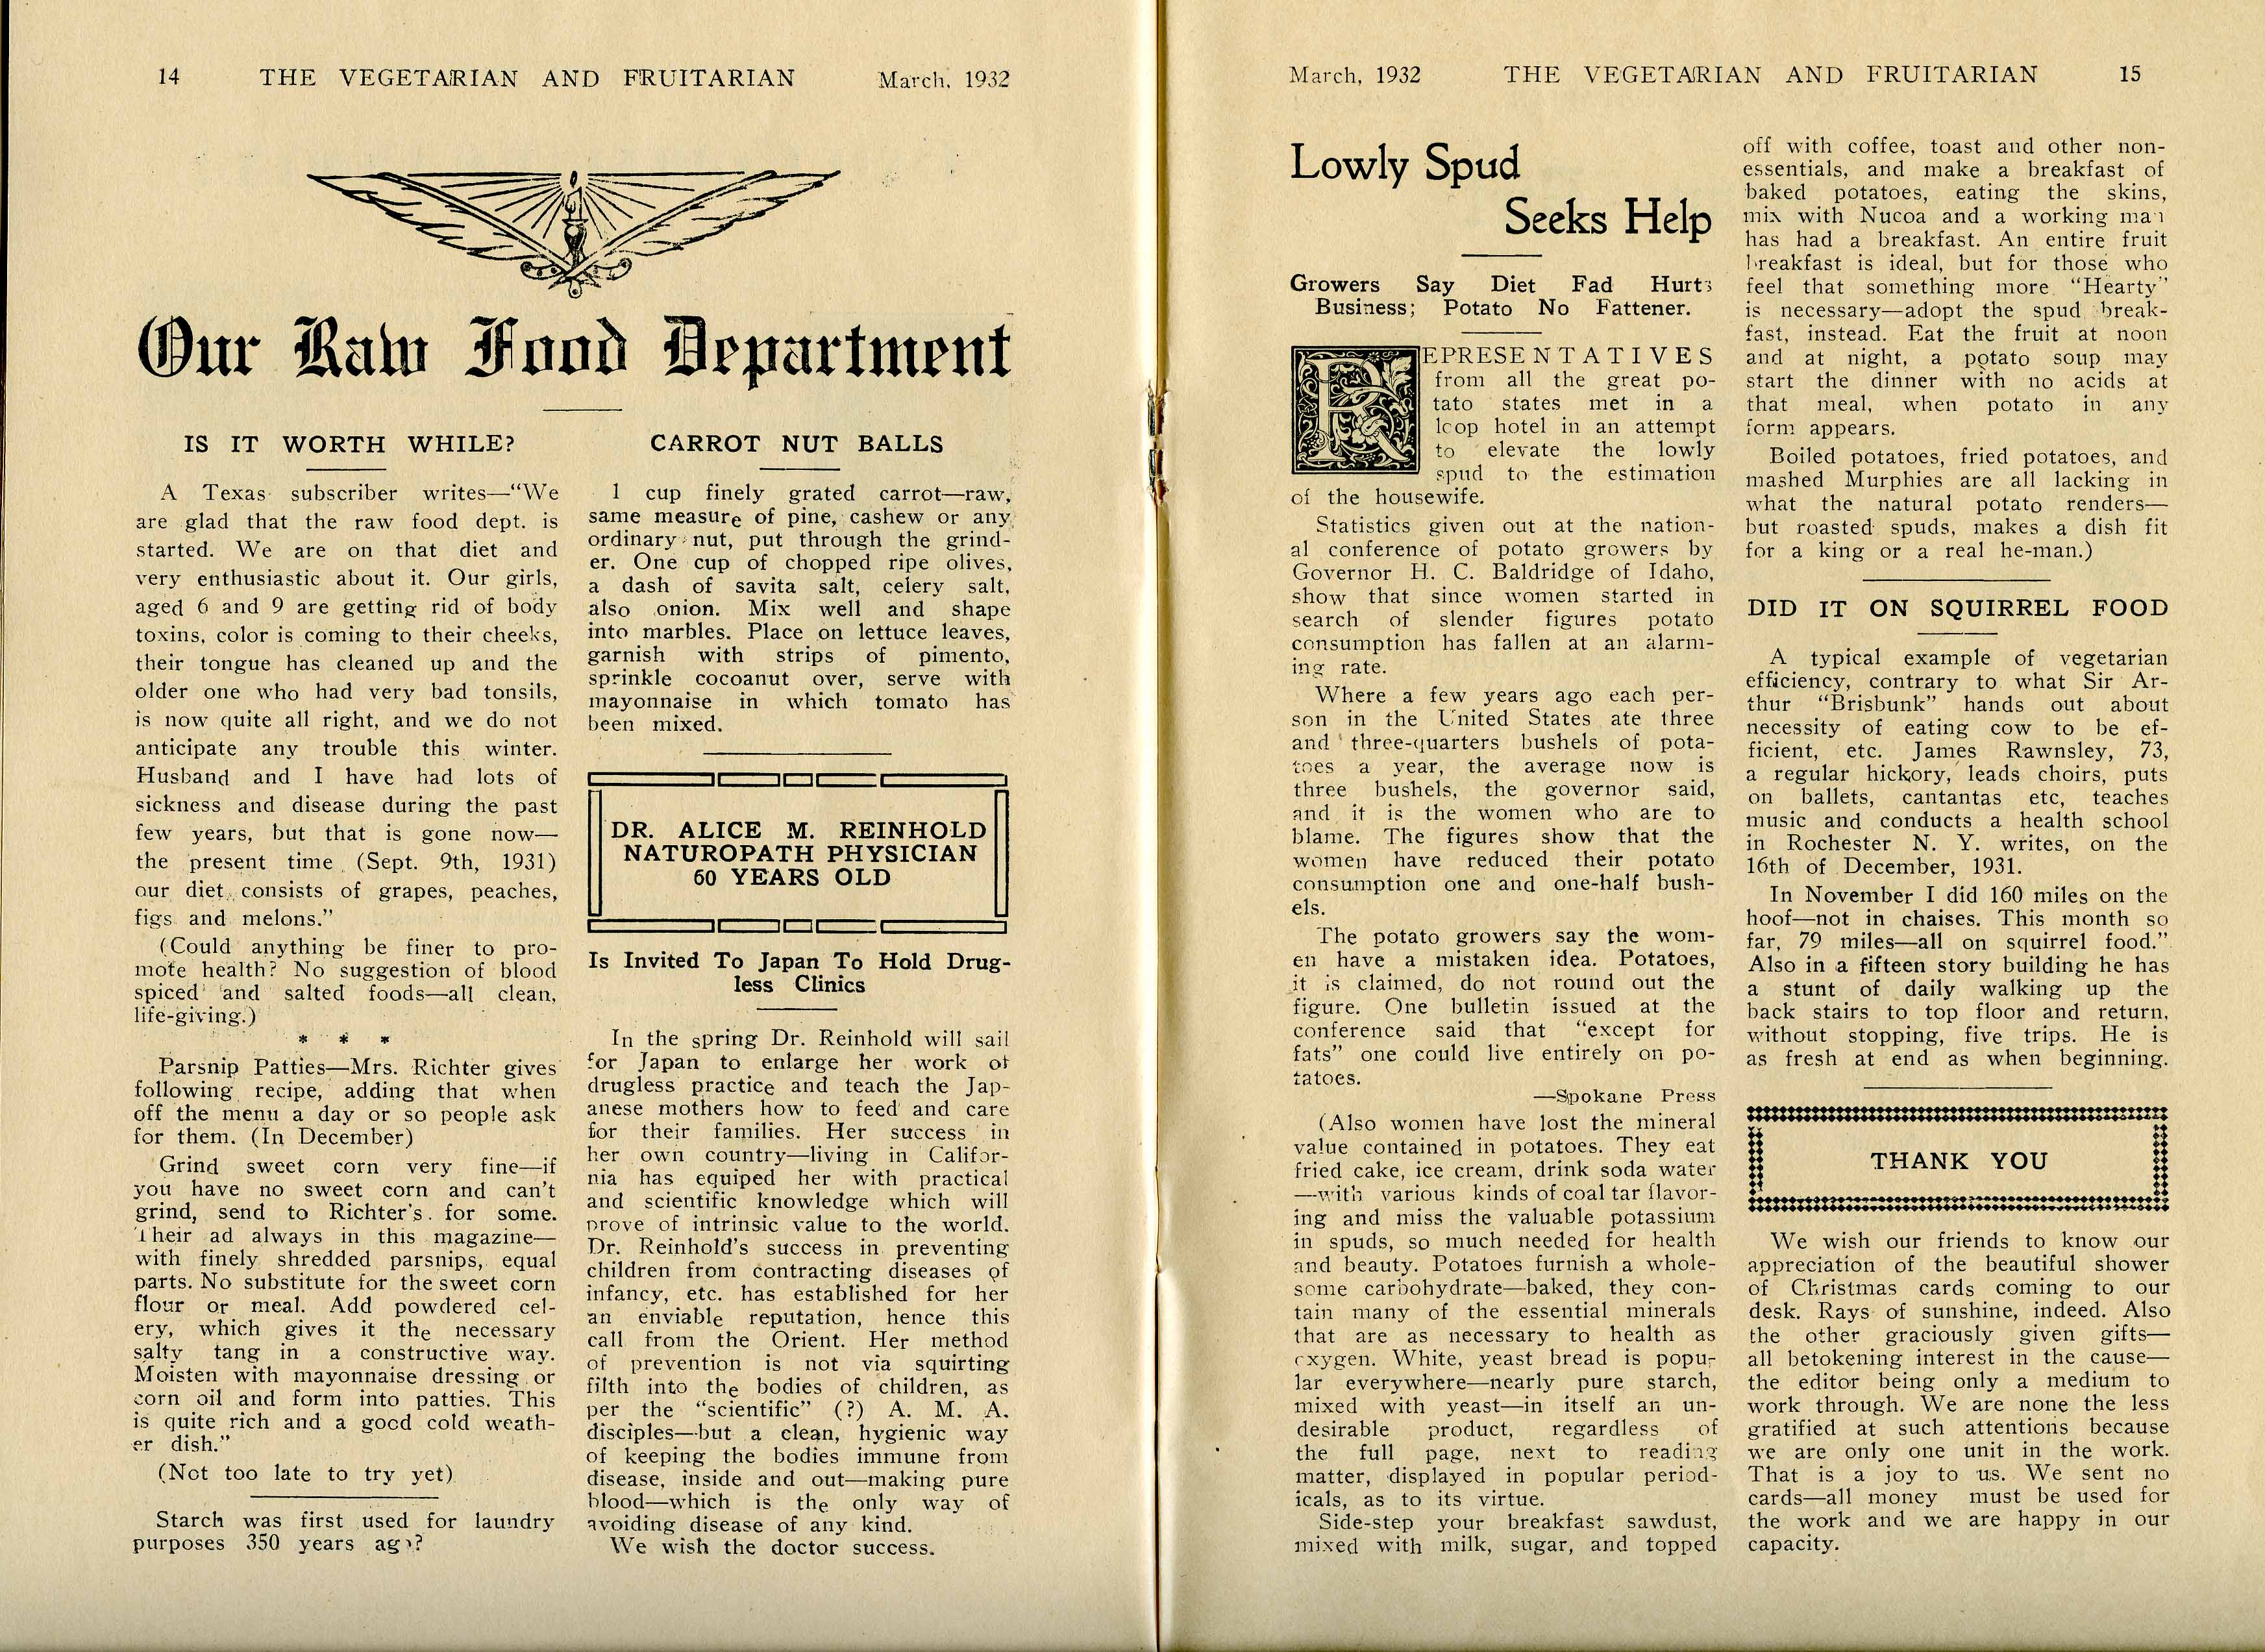 14 THE VEGETARIAN AND FRUITARIAN March, 1932
Our Raw Food Department
IS IT WORTH WHILE?
A Texas subscriber writes—“We
are glad that the raw food dept. is
started. We are on that diet and
very enthusiastic about it. Our girls,
aged 6 and 9 are getting rid of body
toxins, color is coming to their cheeks,
their tongue has cleaned up and the
older one who had very bad tonsils,
is now quite all right, and we do not
anticipate any trouble this winter.
Husband and I have had lots of
sickness and disease during the past
few years, but that is gone now—
the present time (Sept. 9th, 1931)
our diet consists of grapes, peaches,
figs and melons.”
(Could anything be finer to pro-
mote health? No suggestion of blood
spiced and salted foods—all clean,
life-giving.)
* * *
Parsnip Patties—Mrs. Richter gives
following recipe, adding that when
off the menu a day or so people ask
for them. (In December)
Grind sweet corn very fine—if
you have no sweet corn and can't
grind, send to Richter's. for some.
Their ad always in this magazine—
with finely shredded parsnips, equal
parts. No substitute for the sweet corn
flour or meal. Add powdered cel-
ery, which gives it the necessary
salty tang in a constructive way.
Moisten with mayonnaise dressing or
corn oil and form into patties. This
is quite rich and a good cold weath-
er dish.”
(Not too late to try yet)
Starch was first used for laundry
purposes 350 years ago?
CARROT NUT BALLS
1 cup finely grated carrot—raw,
same measure of pine, cashew or any
ordinary nut, put through the grind-
er. One cup of chopped ripe olives,
a dash of savita salt, celery salt,
also onion. Mix well and shape
into marbles. Place on lettuce leaves,
garnish with strips of pimento,
sprinkle cocoanut over, serve with
mayonnaise in which tomato has
been mixed.
DR. ALICE M. REINHOLD
NATUROPATH PHYSICIAN
60 YEARS OLD
Is Invited To Japan To Hold Drug-
less Clinics
In the spring Dr. Reinhold will sail
for Japan to enlarge her work of
drugless practice and teach the Jap-
anese mothers how to feed and care
for their families. Her success in
her own country—living in Califor-
nia has equiped her with practical
and scientific knowledge which will
prove of intrinsic value to the world.
Dr. Reinhold's success in preventing
children from contracting diseases of
infancy, etc. has established for her
an enviable reputation, hence this
call from the Orient. Her method
of prevention is not via squirting
filth into the bodies of children, as
per the “scientific” (?) A. M. A.
disciples—but a clean, hygienic way
of keeping the bodies immune from
disease, inside and out—making pure
blood—which is the only way of
avoiding disease of any kind.
We wish the doctor success.
March, 1932 THE VEGETARIAN AND FRUITARIAN 15
Lowly Spud
Seeks Help
Growers Say Diet Fad Hurts
Business; Potato No Fattener.
REPRESENTATIVES
from all the great po-
tato states met in a
loop hotel in an attempt
to elevate the lowly
spud to the estimation
of the housewife.
Statistics given out at the nation-
al conference of potato growers by
Governor H. C. Baldridge of Idaho,
show that since women started in
search of slender figures potato
consumption has fallen at an alarm-
ing rate.
Where a few years ago each per-
son in the United States ate three
and three-quarters bushels of pota-
toes a year, the average now is
three bushels, the governor said,
and it is the women who are to
blame. The figures show that the
women have reduced their potato
consumption one and one-half bush-
els.
The potato growers say the wom-
en have a mistaken idea. Potatoes,
it is claimed, do not round out the
figure. One bulletin issued at the
conference said that “except for
fats” one could live entirely on po-
tatoes.
—Spokane Press
(Also women have lost the mineral
value contained in potatoes. They eat
fried cake, ice cream, drink soda water
—with various kinds of coal tar flavor-
ing and miss the valuable potassium
in spuds, so much needed for health
and beauty. Potatoes furnish a whole-
some carbohydrate—baked, they con-
tain many of the essential minerals
that are as necessary to health as
oxygen. White, yeast bread is popu-
lar everywhere—nearly pure starch,
mixed with yeast—in itself an un-
desirable product, regardless of
the full page, next to reading
matter, displayed in popular period-
icals, as to its virtue.
Side-step your breakfast sawdust,
mixed with milk, sugar, and topped
off with coffee, toast and other non-
essentials, and make a breakfast of
baked potatoes, eating the skins,
mix with Nucoa and a working man
has had a breakfast. An entire fruit
breakfast is ideal, but for those who
feel that something more “Hearty”
is necessary—adopt the spud break-
fast, instead. Eat the fruit at noon
and at night, a potato soup may
start the dinner with no acids at
that meal, when potato in any
form appears.
Boiled potatoes, fried potatoes, and
mashed Murphies are all lacking in
what the natural potato renders—
but roasted spuds, makes a dish fit
for a king or a real he-man.)
DID IT ON SQUIRREL FOOD
A typical example of vegetarian
efficiency, contrary to what Sir Ar-
thur “Brisbunk” hands out about
necessity of eating cow to be ef-
ficient, etc. James Rawnsley, 73,
a regular hickory, leads choirs, puts
on ballets, cantantas etc, teaches
music and conducts a health school
in Rochester N. Y. writes, on the
16th of December, 1931.
In November I did 160 miles on the
hoof—not in chaises. This month so
far, 79 miles—all on squirrel food.”
Also in a fifteen story building he has
a stunt of daily walking up the
back stairs to top floor and return,
without stopping, five trips. He is
as fresh at end as when beginning.
THANK YOU
We wish our friends to know our
appreciation of the beautiful shower
of Christmas cards coming to our
desk. Rays of sunshine, indeed. Also
the other graciously given gifts—
all betokening interest in the cause—
the editor being only a medium to
work through. We are none the less
gratified at such attentions because
we are only one unit in the work.
That is a joy to us. We sent no
cards—all money must be used for
the work and we are happy in our
capacity.